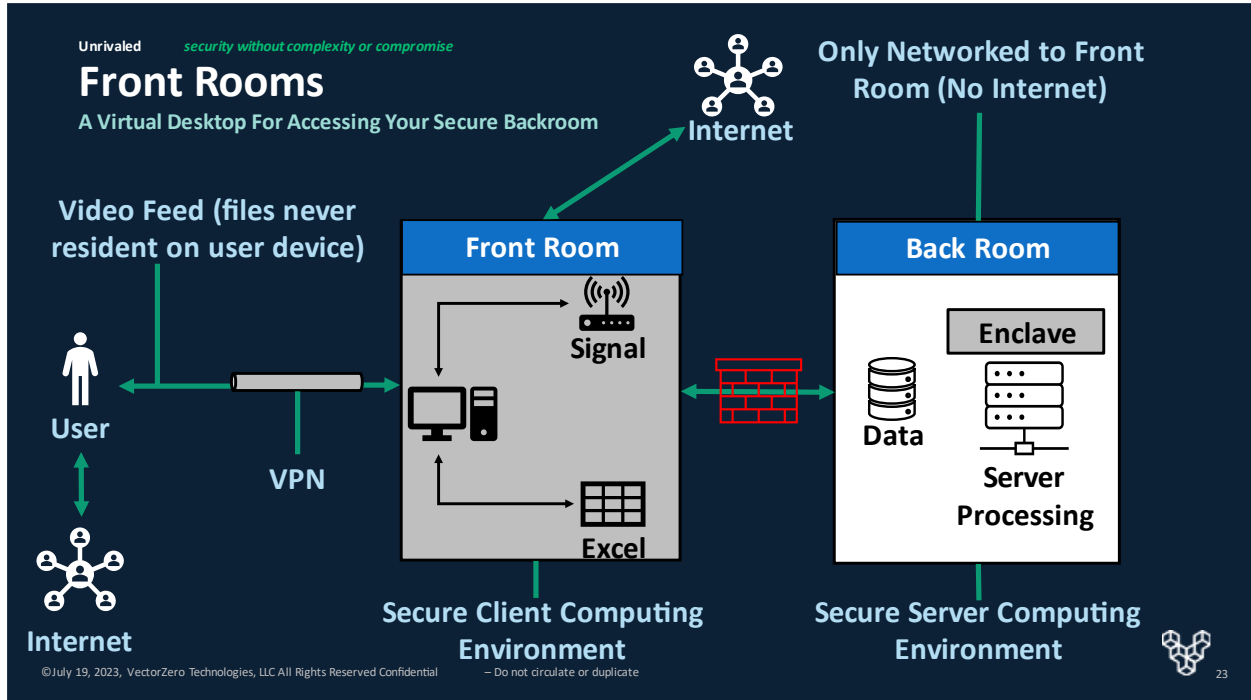 Unrivaled security without complexity or compromise
Front Rooms
A Virtual Desktop For Accessing Your Secure Backroom
Internet
Only Networked to Front
Room (No Internet)
Video Feed (files never
resident on user device)
Front Room
Back Room
Signal
Enclave
User
Data
VPN
Server
Processing
Excel
Internet
Secure Client Computing
Environment
Secure Server Computing
Environment
©July 19, 2023, VectorZero Technologies, LLC All Rights Reserved Confidential – Do not circulate or duplicate
23